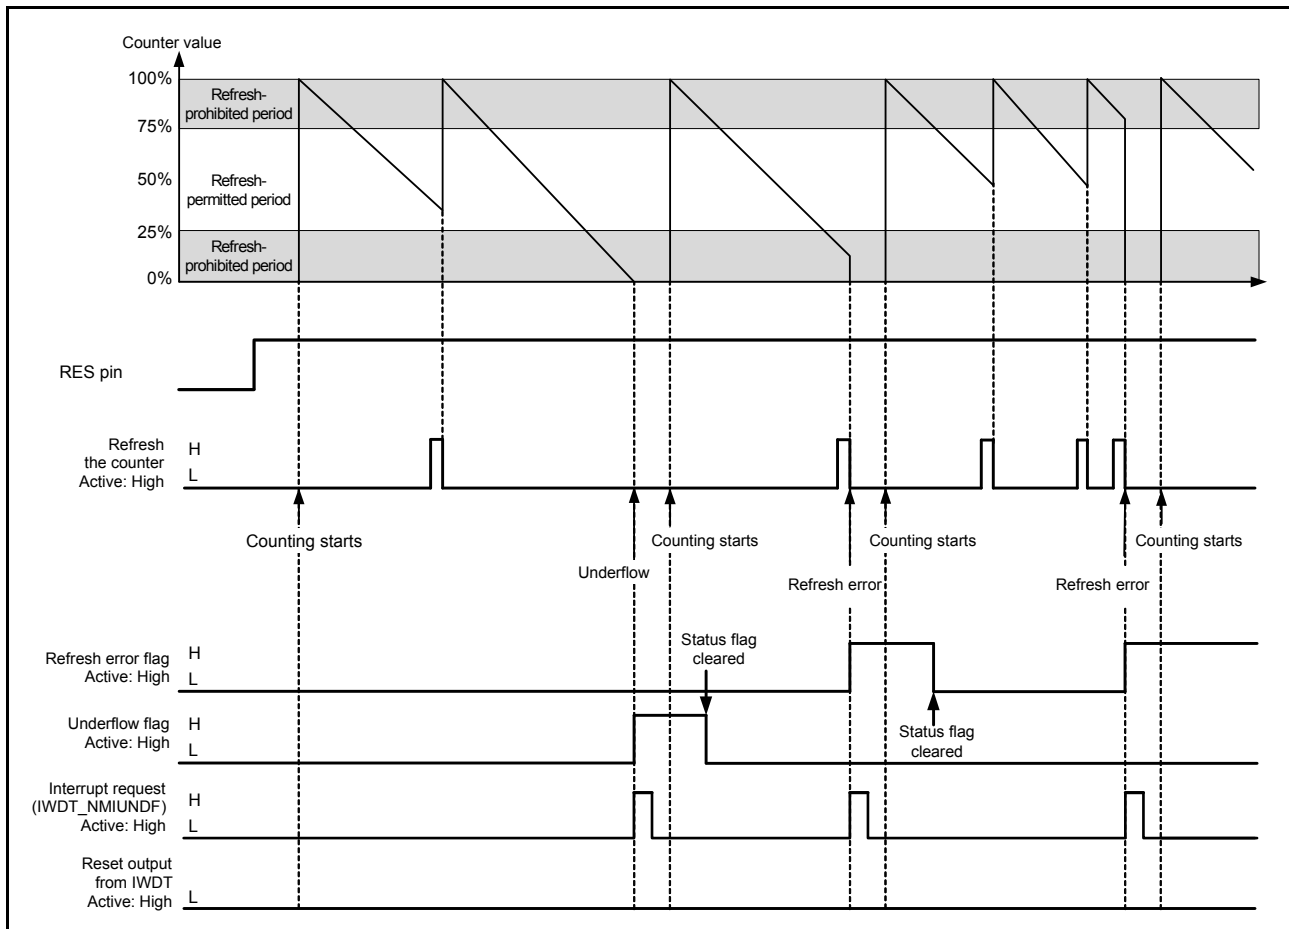 Counter value
100%
Refresh-
prohibited period
75%
50%
Refresh-
permitted period
25%
Refresh-
prohibited period
0%
RES pin
Refresh
the counter
Active: High
H
L
Counting starts
Underflow
Counting starts
Refresh error
Counting starts
Refresh error
Counting starts
Refresh error flag
Active: High
H
L
Status flag
cleared
Status flag
cleared
Underflow flag
Active: High
H
L
Interrupt request
(IWDT_NMIUNDF)
Active: High
H
L
Reset output
from IWDT
Active: High
L